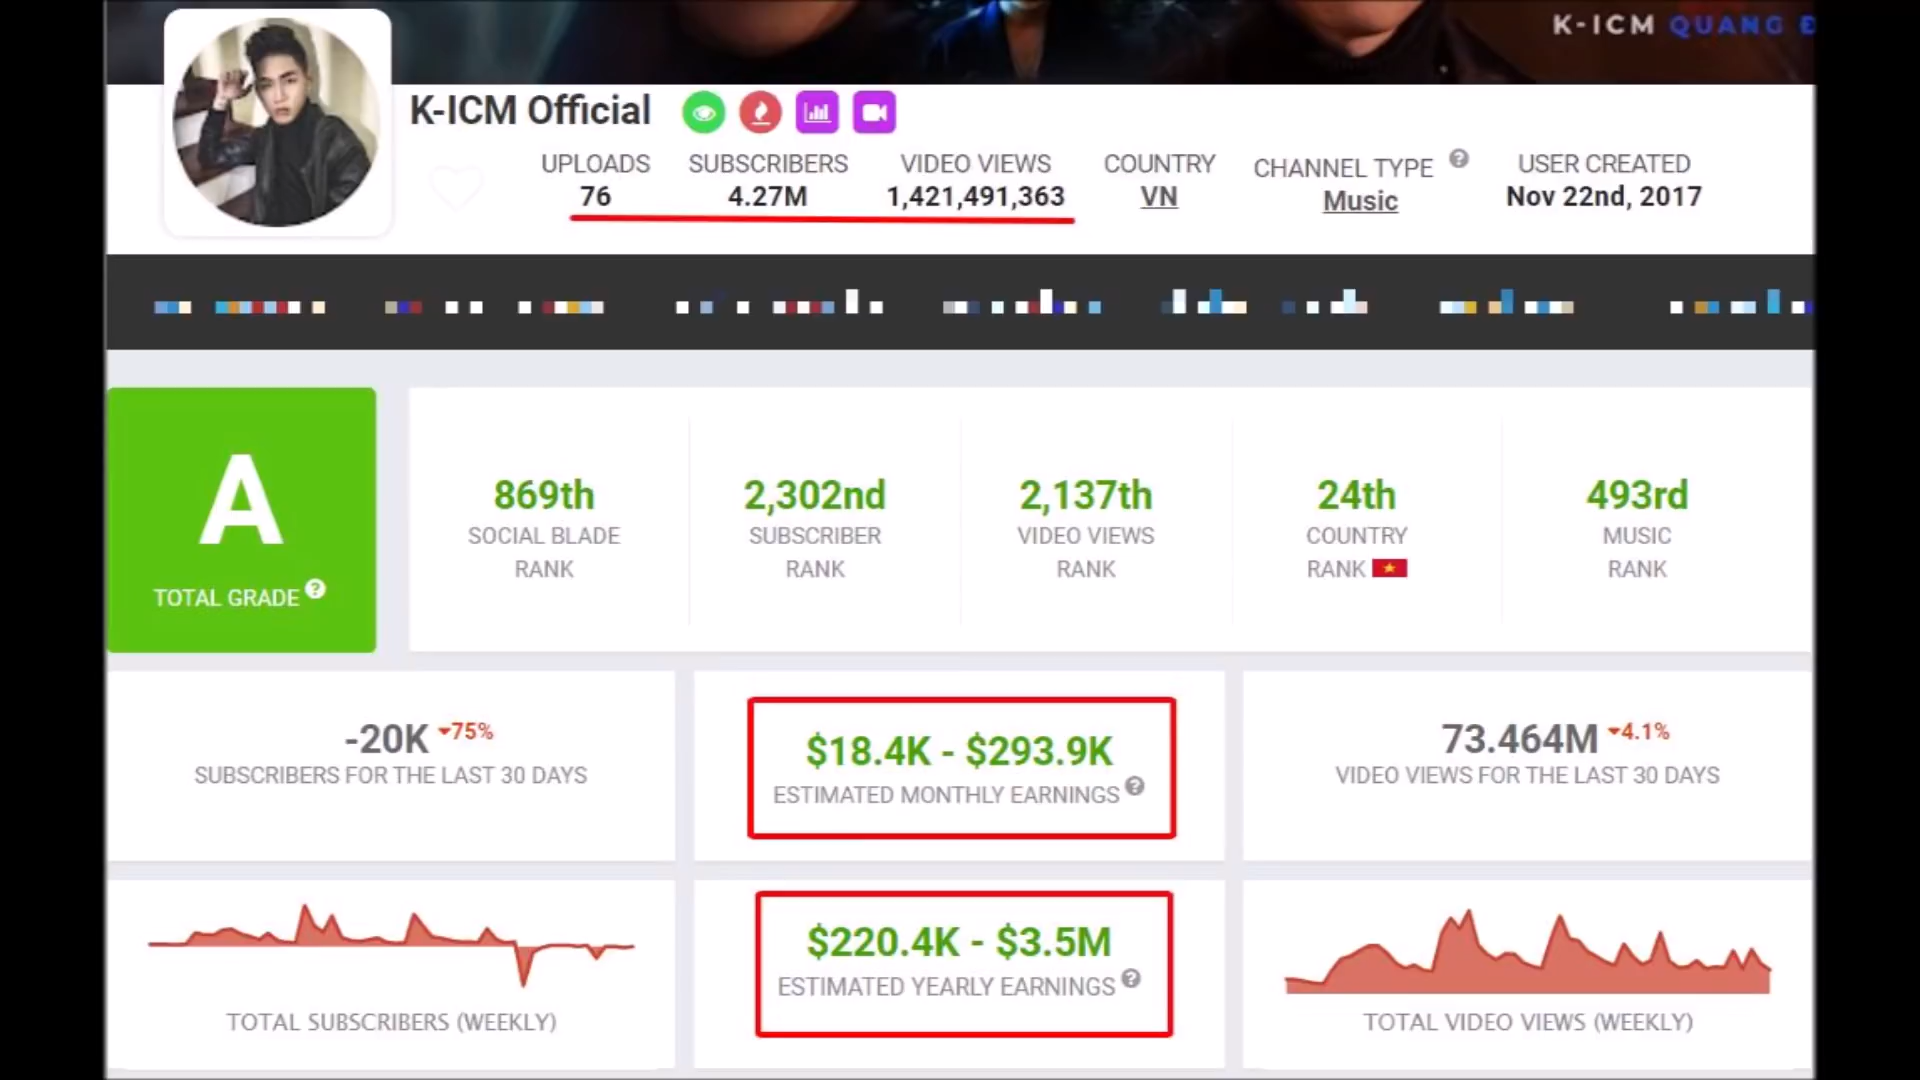 K-ICM QUANG Đ
K-ICM Official
UPLOADS SUBSCRIBERS VIDEO VIEWS COUNTRY CHANNEL TYPE ? USER CREATED
76 4.27M 1,421,491,363 VN Music Nov 22nd, 2017
A
TOTAL GRADE ?
869th
SOCIAL BLADE
RANK
2,302nd
SUBSCRIBER
RANK
2,137th
VIDEO VIEWS
RANK
24th
COUNTRY
RANK
493rd
MUSIC
RANK
-20K 75%
SUBSCRIBERS FOR THE LAST 30 DAYS
$18.4K - $293.9K
ESTIMATED MONTHLY EARNINGS ?
73.464M 4.1%
VIDEO VIEWS FOR THE LAST 30 DAYS
TOTAL SUBSCRIBERS (WEEKLY)
$220.4K - $3.5M
ESTIMATED YEARLY EARNINGS ?
TOTAL VIDEO VIEWS (WEEKLY)